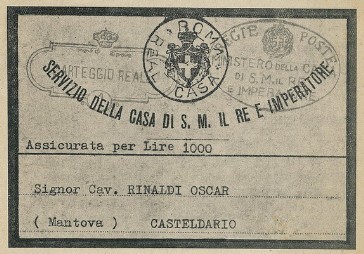 ROMA
REAL CASA
CARTEGGIO REALE
REGIE POSTE
MINISTERO DELLA CASA
DI S. M. IL RE
E IMPERATORE
SERVIZIO DELLA CASA DI S. M. IL RE E IMPERATORE
Assicurata per Lire 1000
Signor Cav. RINALDI OSCAR
( Mantova ) CASTELDARIO